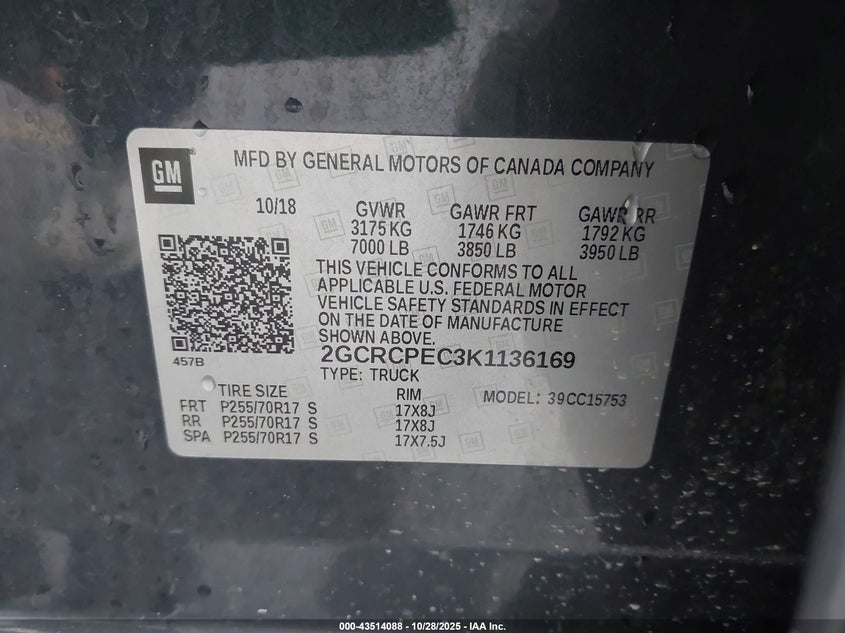 GM
MFD BY GENERAL MOTORS OF CANADA COMPANY
10/18 GVWR GAWR FRT GAWR RR
3175 KG 1746 KG 1792 KG
7000 LB 3850 LB 3950 LB
THIS VEHICLE CONFORMS TO ALL
APPLICABLE U.S. FEDERAL MOTOR
VEHICLE SAFETY STANDARDS IN EFFECT
ON THE DATE OF MANUFACTURE
SHOWN ABOVE.
457B
2GCRCPEC3K1136169
TYPE: TRUCK
TIRE SIZE RIM MODEL: 39CC15753
FRT P255/70R17 S 17X8J
RR P255/70R17 S 17X8J
SPA P255/70R17 S 17X7.5J
000-43514088 - 10/28/2025 - IAA Inc.